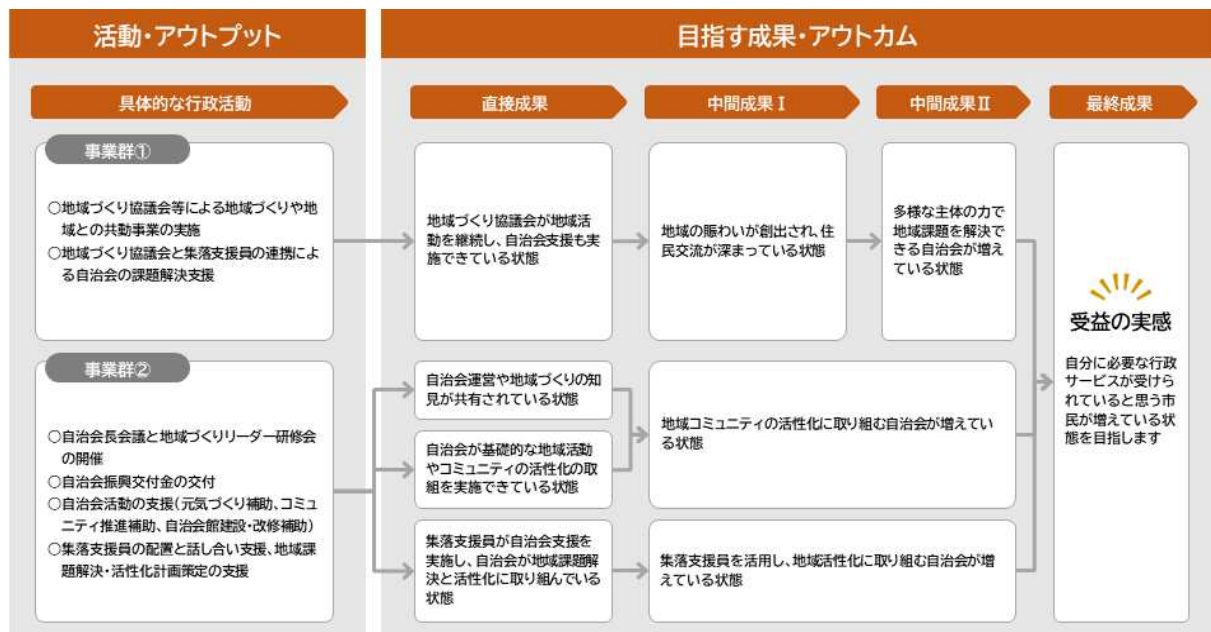 活動・アウトプット
目指す成果・アウトカム
具体的な行政活動
直接成果
中間成果Ⅰ
中間成果Ⅱ
最終成果
事業群①
○地域づくり協議会等による地域づくりや地
域との共動事業の実施
○地域づくり協議会と集落支援員の連携によ
る自治会の課題解決支援
地域づくり協議会が地域活
動を継続し、自治会支援も実
施できている状態
地域の賑わいが創出され、住
民交流が深まっている状態
多様な主体の力で
地域課題を解決で
きる自治会が増え
ている状態
事業群②
○自治会長会議と地域づくりリーダー研修会
の開催
○自治会振興交付金の交付
○自治会活動の支援(元気づくり補助、コミュ
ニティ推進補助、自治会館建設・改修補助)
○集落支援員の配置と話し合い支援、地域課
題解決・活性化計画策定の支援
自治会運営や地域づくりの知
見が共有されている状態
自治会が基礎的な地域活動
やコミュニティの活性化の取
組を実施できている状態
集落支援員が自治会支援を
実施し、自治会が地域課題解
決と活性化に取り組んでいる
状態
地域コミュニティの活性化に取り組む自治会が増えてい
る状態
集落支援員を活用し、地域活性化に取り組む自治会が増
えている状態
受益の実感
自分に必要な行政
サービスが受けら
れていると思う市
民が増えている状
態を目指します